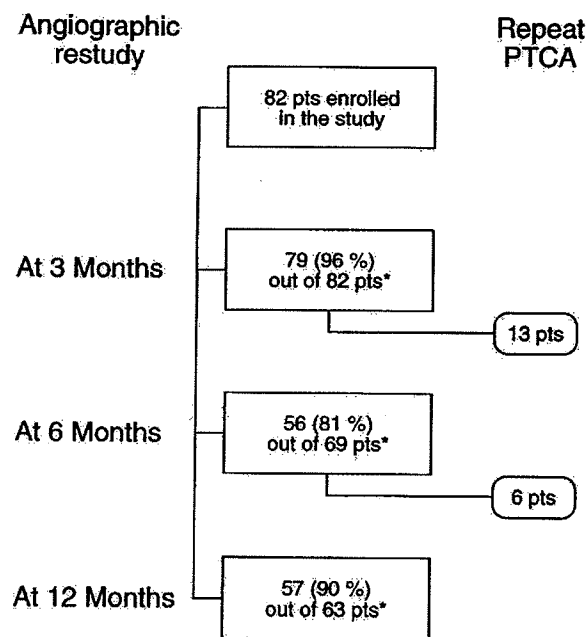 Angiographic
restudy
Repeat
PTCA
82 pts enrolled
in the study
At 3 Months
79 (96 %)
out of 82 pts*
13 pts
At 6 Months
56 (81 %)
out of 69 pts*
6 pts
At 12 Months
57 (90 %)
out of 63 pts*